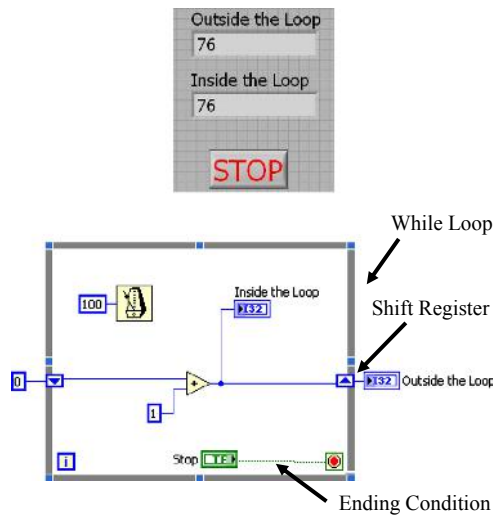 Outside the Loop
76
Inside the Loop
76
STOP
While Loop
Inside the Loop
100
I32
Shift Register
0
+
I32 Outside the Loop
1
i
Stop TF
Ending Condition